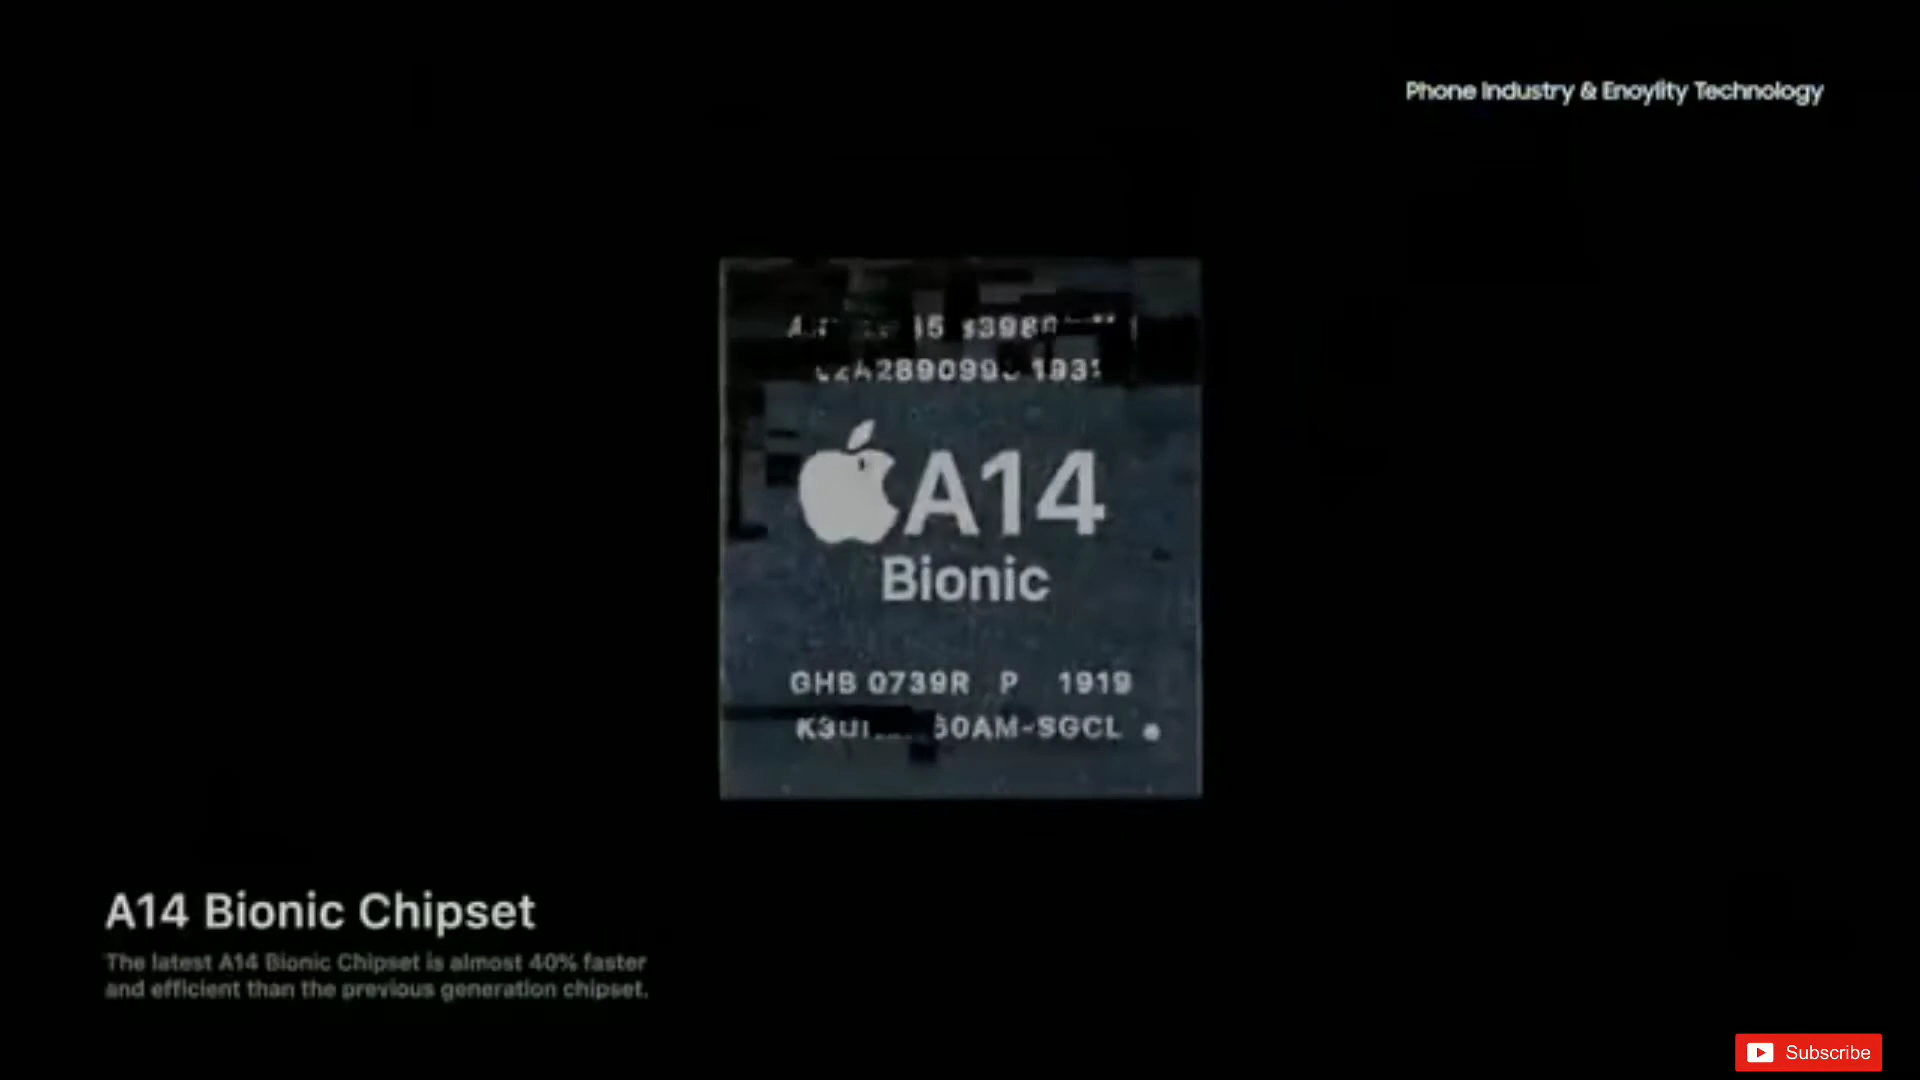 Phone Industry & Enoylity Technology
A14
Bionic
GHB 0739R P 1919
A14 Bionic Chipset
The latest A14 Bionic Chipset is almost 40% faster
and efficient than the previous generation chipset.
Subscribe